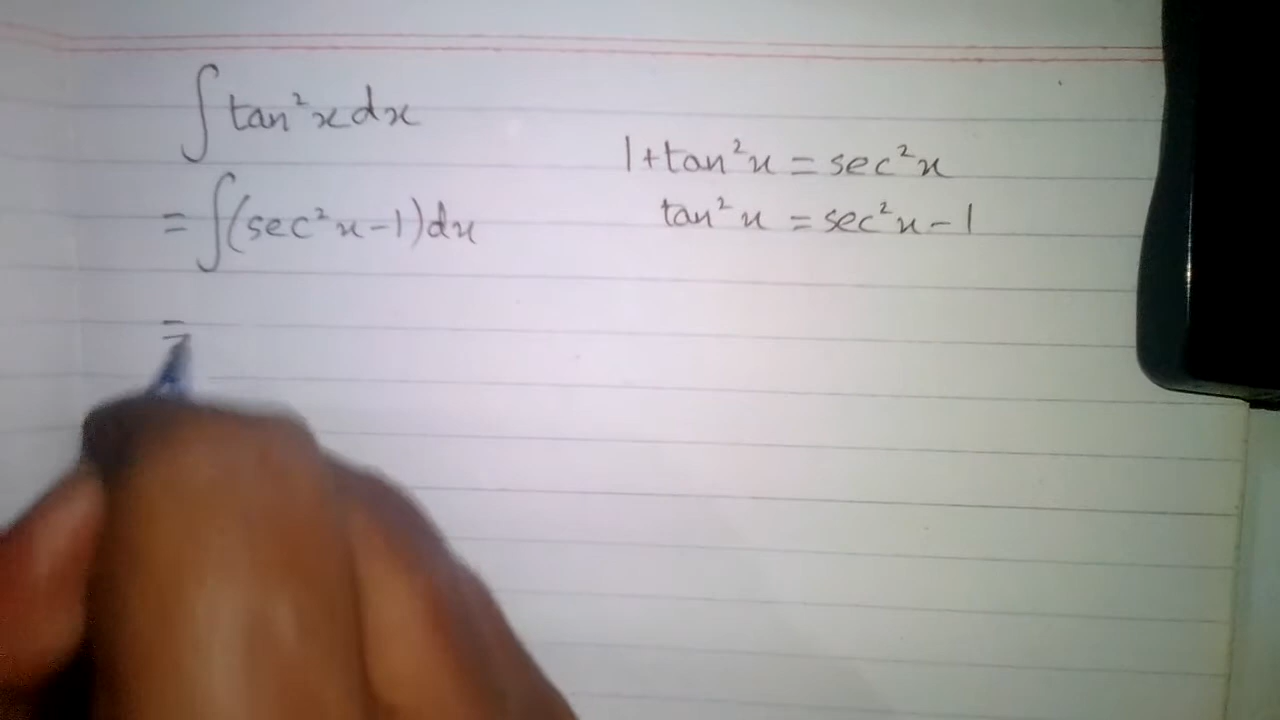 ∫ tan²x dx
1 + tan²x = sec²x
= ∫(sec²x - 1) dx
tan²x = sec²x - 1
=